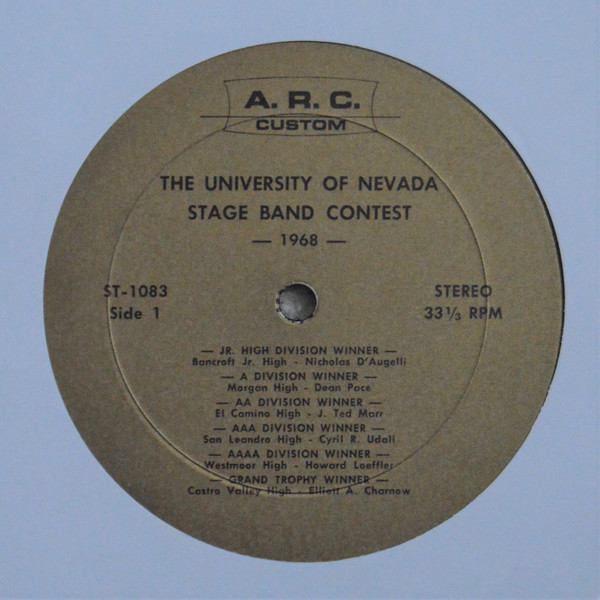 A. R. C.
CUSTOM
THE UNIVERSITY OF NEVADA
STAGE BAND CONTEST
— 1968 —
ST-1083 STEREO
Side 1 33⅓ RPM
— JR. HIGH DIVISION WINNER —
Bancroft Jr. High - Nicholas D'Augelli
— A DIVISION WINNER —
Morgan High - Dean Pace
— AA DIVISION WINNER —
El Camino High - J. Ted Marr
— AAA DIVISION WINNER —
San Leandro High - Cyril R. Udall
— AAAA DIVISION WINNER —
Westmoor High - Howard Loeffler
— GRAND TROPHY WINNER —
Castro Valley High - Elliott A. Charnow